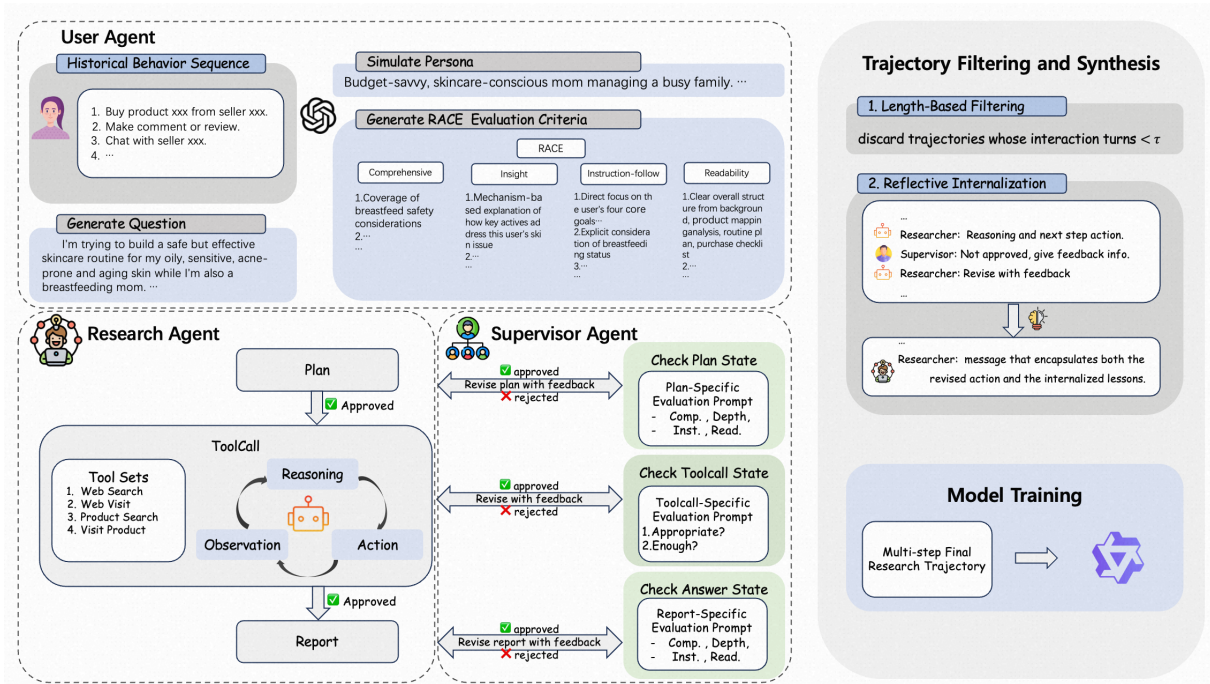 User Agent
Historical Behavior Sequence
1. Buy product xxx from seller xxx.
2. Make comment or review.
3. Chat with seller xxx.
4. ...
Generate Question
I'm trying to build a safe but effective
skincare routine for my oily, sensitive, acne-
prone and aging skin while I'm also a
breastfeeding mom. ...
Simulate Persona
Budget-savvy, skincare-conscious mom managing a busy family. ...
Generate RACE Evaluation Criteria
RACE
Comprehensive
1.Coverage of
breastfeed safety
considerations
2.···
...
Insight
1.Mechanism-ba
sed explanation of
how key actives ad
dress this user's ski
n issue
2.···
...
Instruction-follow
1.Direct focus on th
e user's four core
goals···
2.Explicit considera
tion of breastfeedi
ng status
3.···
...
Readability
1.Clear overall struct
ure from backgroun
d, product mappin
ganalysis, routine pl
an, purchase checkli
st
2.···
...
Research Agent
Plan
✅ Approved
ToolCall
Tool Sets
1. Web Search
2. Web Visit
3. Product Search
4. Visit Product
Reasoning
Observation
Action
✅ Approved
Report
Supervisor Agent
✅ approved
Revise plan with feedback
❌ rejected
Check Plan State
Plan-Specific
Evaluation Prompt
- Comp. , Depth,
- Inst. , Read.
✅ approved
Revise with feedback
❌ rejected
Check Toolcall State
Toolcall-Specific
Evaluation Prompt
1.Appropriate?
2.Enough?
✅ approved
Revise report with feedback
❌ rejected
Check Answer State
Report-Specific
Evaluation Prompt
- Comp. , Depth,
- Inst. , Read.
Trajectory Filtering and Synthesis
1. Length-Based Filtering
discard trajectories whose interaction turns < τ
2. Reflective Internalization
...
Researcher: Reasoning and next step action.
Supervisor: Not approved, give feedback info.
Researcher: Revise with feedback
...
...
Researcher: message that encapsulates both the
revised action and the internalized lessons.
Model Training
Multi-step Final
Research Trajectory